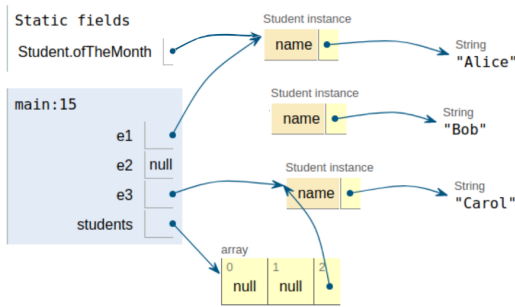 Static fields
Student.ofTheMonth
Student instance
name
String
"Alice"
main:15
e1
e2 null
e3
students
Student instance
name
String
"Bob"
Student instance
name
String
"Carol"
array
0 1 2
null null